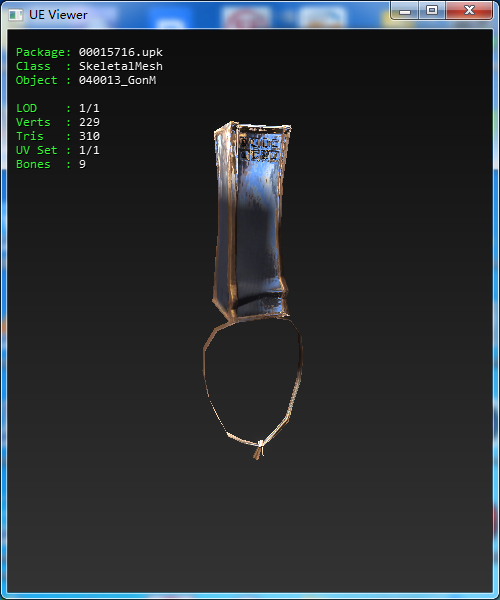 UE Viewer
Package: 00015716.upk
Class : SkeletalMesh
Object : 040013_GonM
LOD : 1/1
Verts : 229
Tris : 310
UV Set : 1/1
Bones : 9